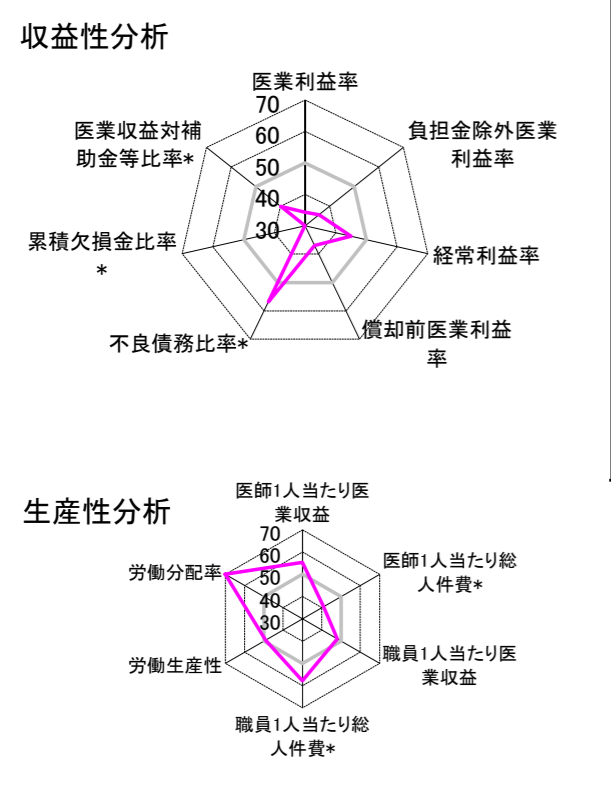 収益性分析
医業利益率
70
60
50
40
30
負担金除外医業
利益率
経常利益率
償却前医業利益
率
不良債務比率*
累積欠損金比率
*
医業収益対補
助金等比率*
生産性分析
医師1人当たり医
業収益
70
60
50
40
30
医師1人当たり総
人件費*
職員1人当たり医
業収益
職員1人当たり総
人件費*
労働生産性
労働分配率